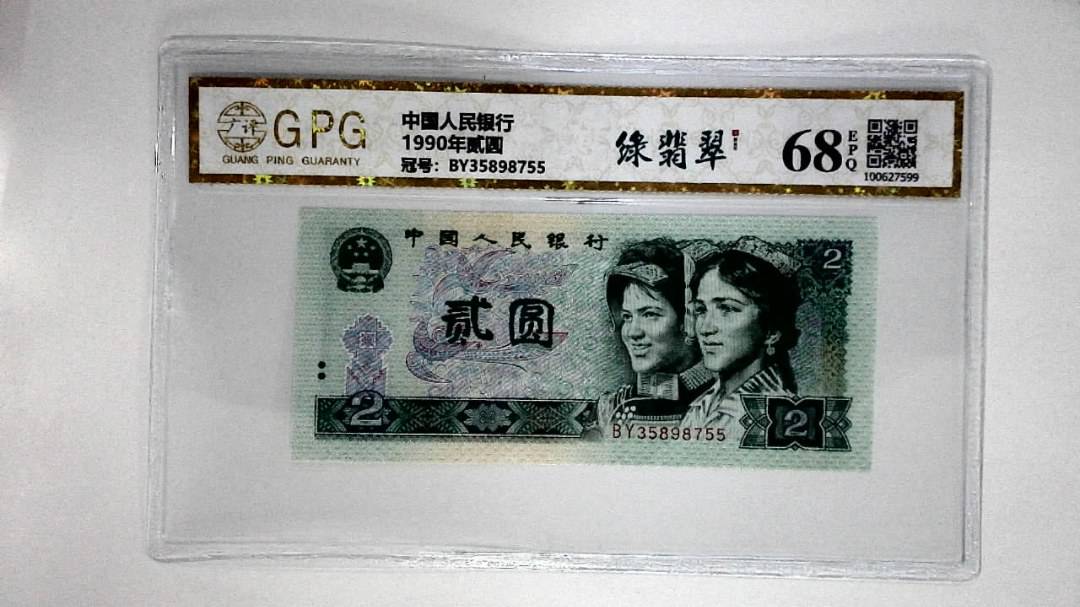 广评
GPG
GUANG PING GUARANTY
中国人民银行
1990年贰圆
冠号：BY35898755
绿翡翠
68
EPQ
100627599
中国人民银行
2
贰圆
2
BY35898755
2